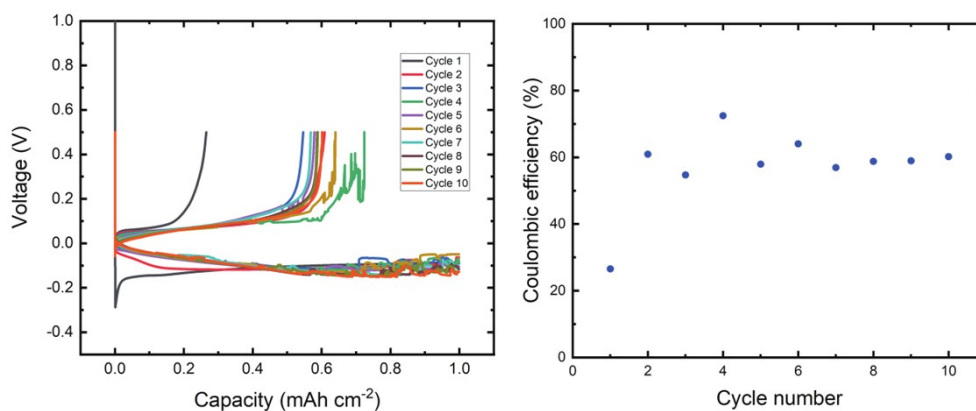 1.0
0.8
0.6
0.4
0.2
0.0
-0.2
-0.4
Voltage (V)
0.0 0.2 0.4 0.6 0.8 1.0
Capacity (mAh cm⁻²)
Cycle 1
Cycle 2
Cycle 3
Cycle 4
Cycle 5
Cycle 6
Cycle 7
Cycle 8
Cycle 9
Cycle 10
100
80
60
40
20
0
Coulombic efficiency (%)
0 2 4 6 8 10
Cycle number